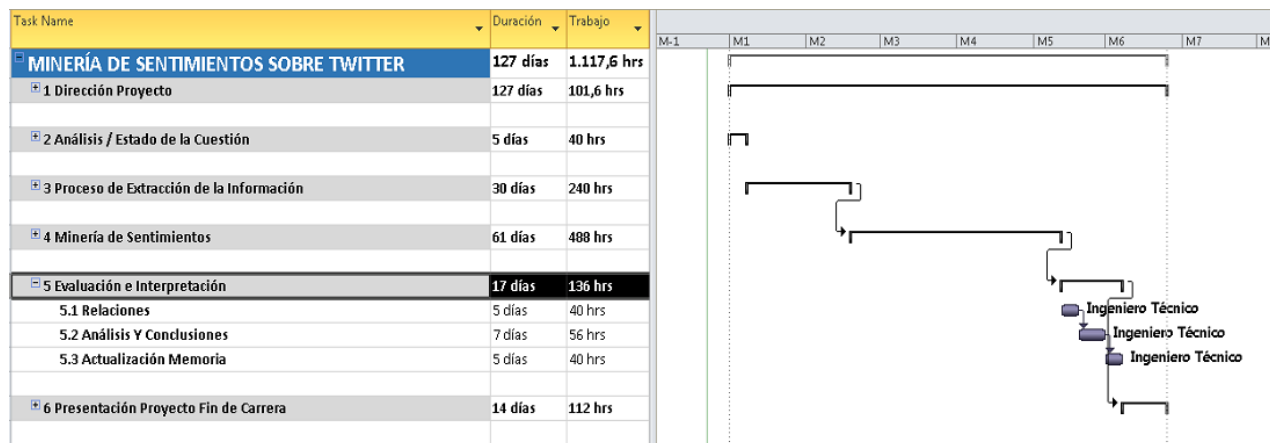 Task Name Duración Trabajo
M-1 M1 M2 M3 M4 M5 M6 M7 M
MINERÍA DE SENTIMIENTOS SOBRE TWITTER 127 días 1.117,6 hrs
1 Dirección Proyecto 127 días 101,6 hrs
2 Análisis / Estado de la Cuestión 5 días 40 hrs
3 Proceso de Extracción de la Información 30 días 240 hrs
4 Minería de Sentimientos 61 días 488 hrs
5 Evaluación e Interpretación 17 días 136 hrs
5.1 Relaciones 5 días 40 hrs Ingeniero Técnico
5.2 Análisis Y Conclusiones 7 días 56 hrs Ingeniero Técnico
5.3 Actualización Memoria 5 días 40 hrs Ingeniero Técnico
6 Presentación Proyecto Fin de Carrera 14 días 112 hrs